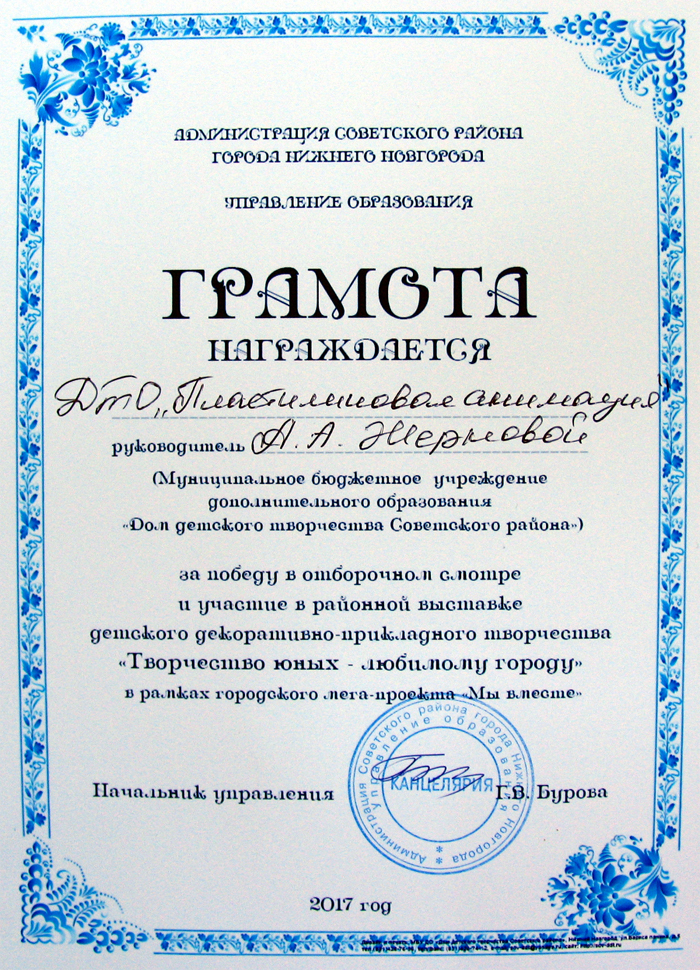 АДМИНИСТРАЦИЯ СОВЕТСКОГО РАЙОНА
ГОРОДА НИЖНЕГО НОВГОРОДА
УПРАВЛЕНИЕ ОБРАЗОВАНИЯ
ГРАМОТА
НАГРАЖДАЕТСЯ
ДТО „Пластилиновая анимация"
руководитель А. А. Жерновой
(Муниципальное бюджетное учреждение
дополнительного образования
«Дом детского творчества Советского района»)
за победу в отборочном смотре
и участие в районной выставке
детского декоративно-прикладного творчества
«Творчество юных - любимому городу»
в рамках городского мега-проекта «Мы вместе»
Администрация Советского района города Нижнего Новгорода
Управление образования
КАНЦЕЛЯРИЯ
Начальник управления Г.В. Бурова
2017 год